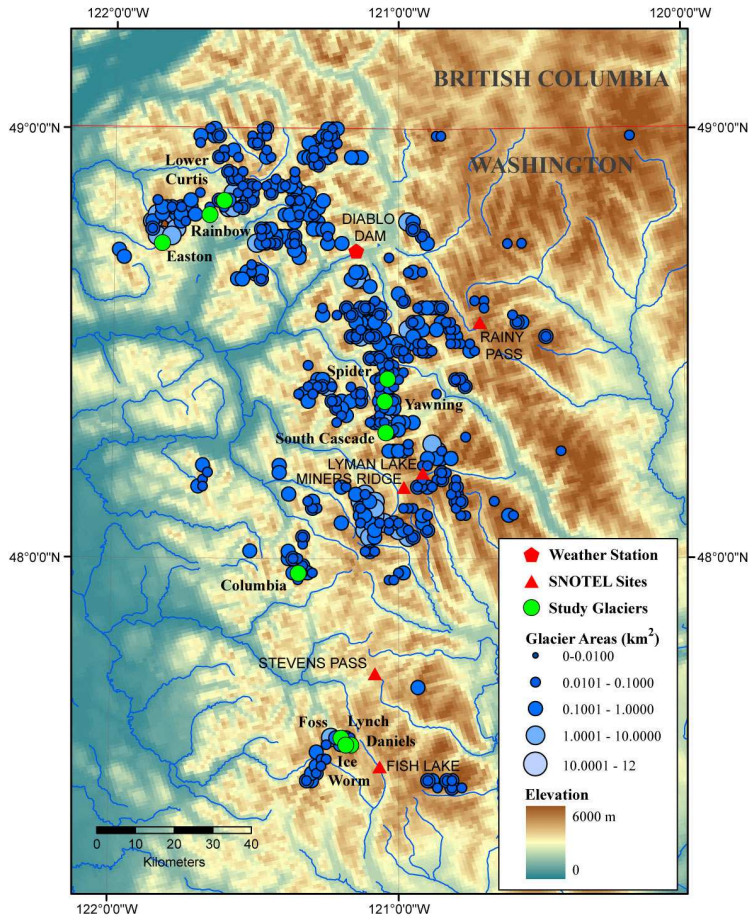 122°0'0"W
121°0'0"W
120°0'0"W
BRITISH COLUMBIA
49°0'0"N
49°0'0"N
WASHINGTON
Lower
Curtis
DIABLO
DAM
Rainbow
Easton
RAINY
PASS
Spider
Yawning
South Cascade
LYMAN LAKE
MINERS RIDGE
48°0'0"N
48°0'0"N
Columbia
STEVENS PASS
Foss
Lynch
Daniels
Ice
Worm
FISH LAKE
Weather Station
SNOTEL Sites
Study Glaciers
Glacier Areas (km2)
0-0.0100
0.0101 - 0.1000
0.1001 - 1.0000
1.0001 - 10.0000
10.0001 - 12
Elevation
6000 m
0
0 10 20 30 40
Kilometers
122°0'0"W
121°0'0"W